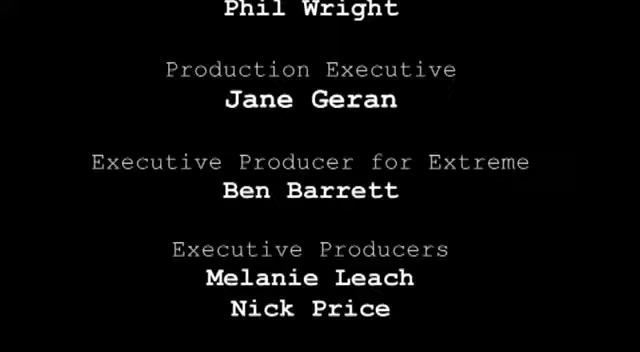 Phil Wright
Production Executive
Jane Geran
Executive Producer for Extreme
Ben Barrett
Executive Producers
Melanie Leach
Nick Price